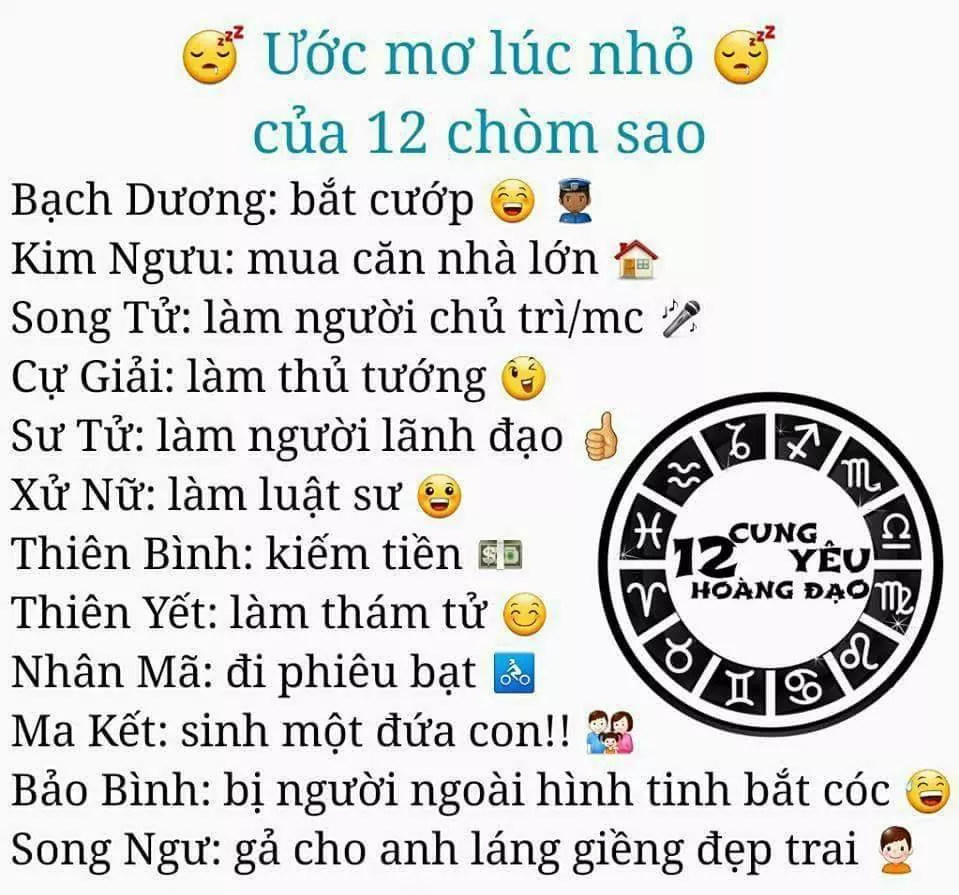 😴 Ước mơ lúc nhỏ 😴
của 12 chòm sao
Bạch Dương: bắt cướp 😁 👮🏾
Kim Ngưu: mua căn nhà lớn 🏠
Song Tử: làm người chủ trì/mc 🎤
Cự Giải: làm thủ tướng 😉
Sư Tử: làm người lãnh đạo 👍
Xử Nữ: làm luật sư 😀
Thiên Bình: kiếm tiền 💵
Thiên Yết: làm thám tử 😊
Nhân Mã: đi phiêu bạt 🚴
Ma Kết: sinh một đứa con!! 👪
Bảo Bình: bị người ngoài hình tinh bắt cóc 😅
Song Ngư: gả cho anh láng giềng đẹp trai 👦
12 CUNG
YÊU
HOÀNG ĐẠO